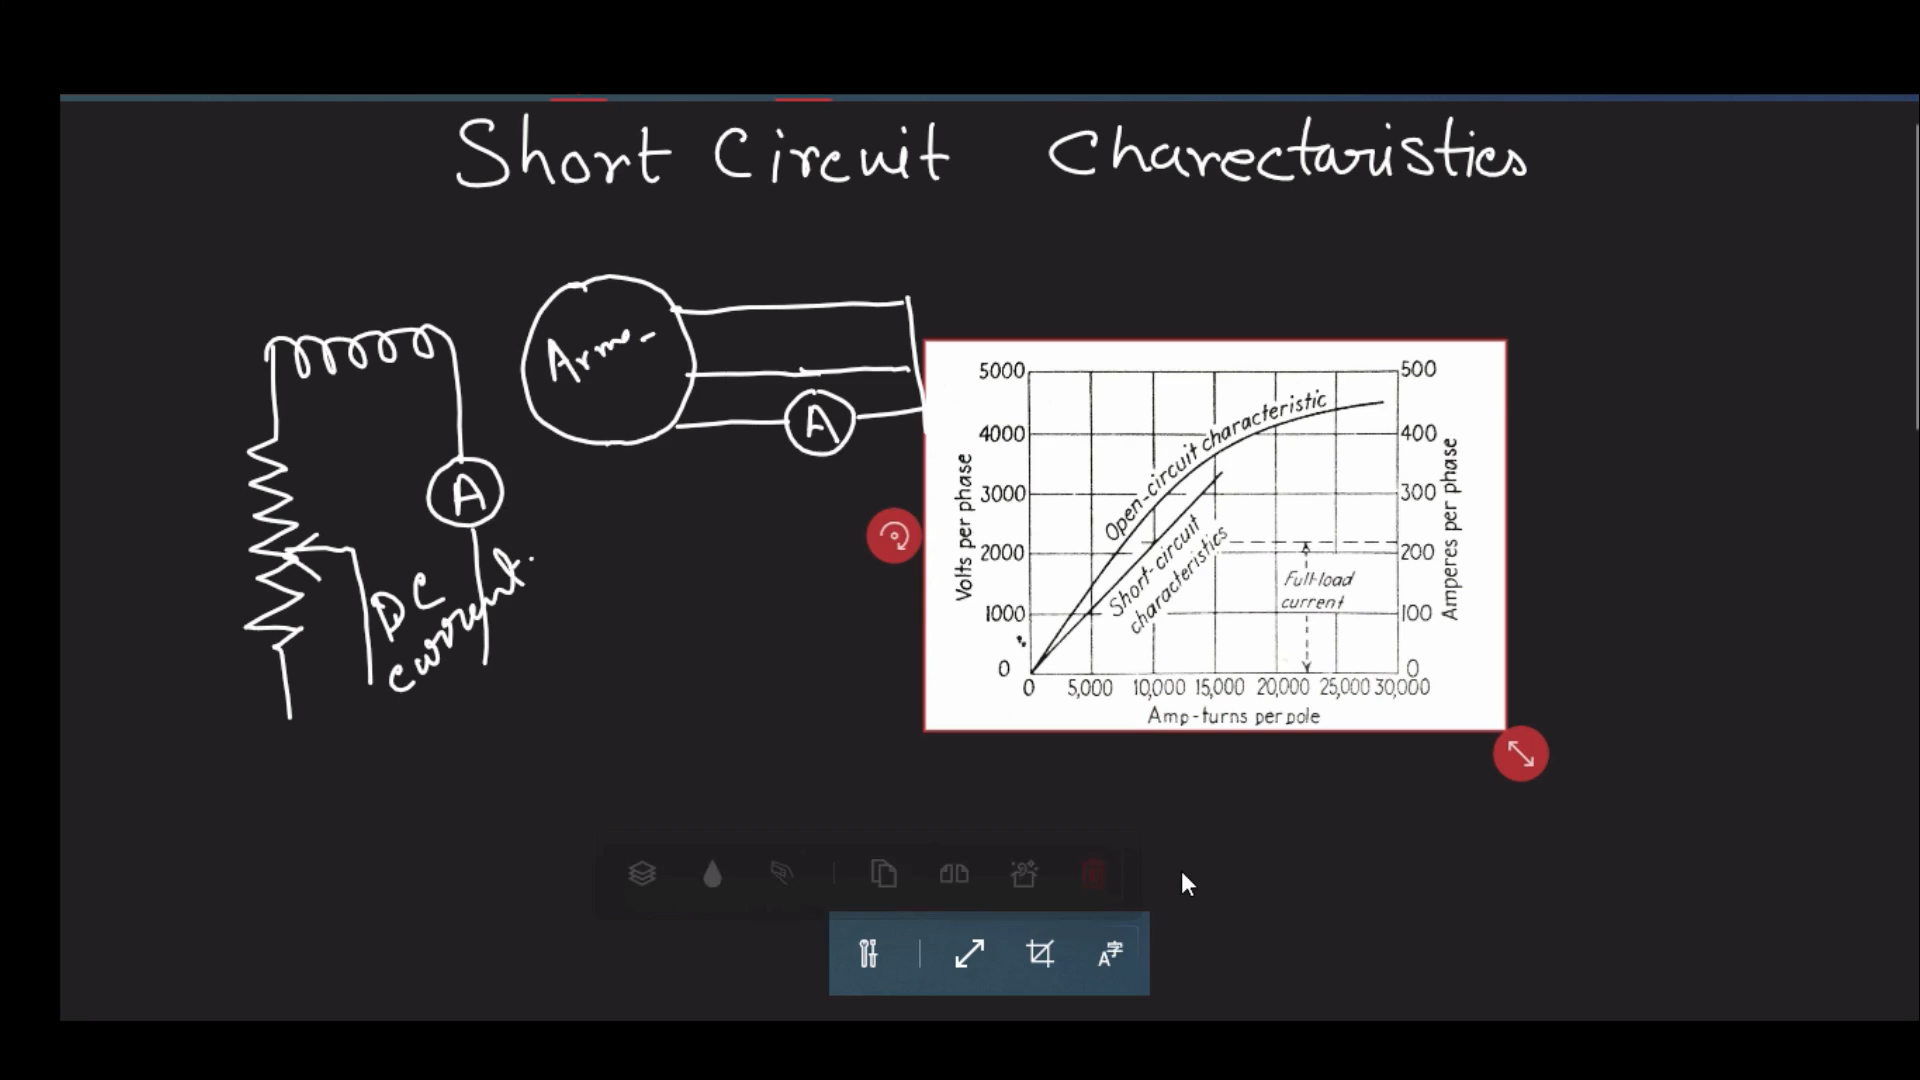 Short Circuit Charectaristics
Arma-
A
A
DC
current.
5000
4000
3000
2000
1000
0
Volts per phase
Open-circuit characteristic
Short-circuit
characteristics
Full-load
current
500
400
300
200
100
0
Amperes per phase
0 5,000 10,000 15,000 20,000 25,000 30,000
Amp-turns per pole